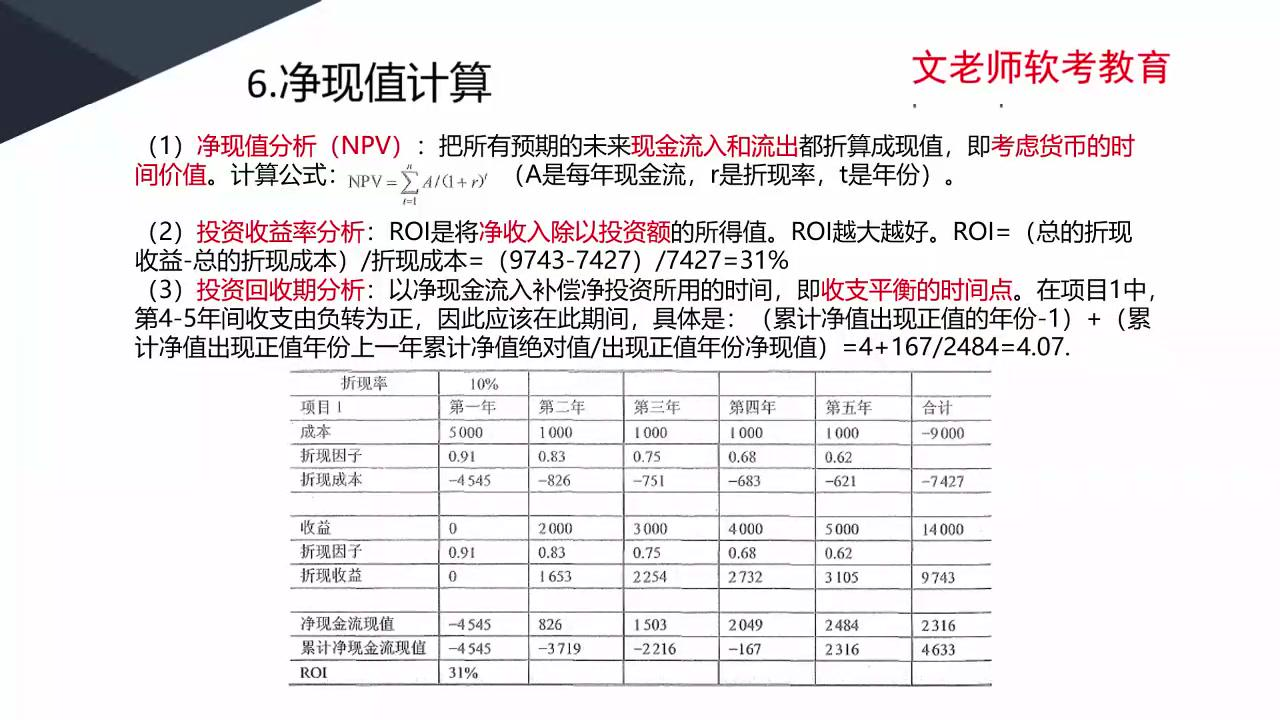 6.净现值计算
文老师软考教育
（1）净现值分析（NPV）：把所有预期的未来现金流入和流出都折算成现值，即考虑货币的时
间价值。计算公式： NPV=∑A/(1+r)^t n t=1 （A是每年现金流，r是折现率，t是年份）。
（2）投资收益率分析：ROI是将净收入除以投资额的所得值。ROI越大越好。ROI=（总的折现
收益-总的折现成本）/折现成本=（9743-7427）/7427=31%
（3）投资回收期分析：以净现金流入补偿净投资所用的时间，即收支平衡的时间点。在项目1中，
第4-5年间收支由负转为正，因此应该在此期间，具体是：（累计净值出现正值的年份-1）+（累
计净值出现正值年份上一年累计净值绝对值/出现正值年份净现值）=4+167/2484=4.07.
折现率 10%
项目1 第一年 第二年 第三年 第四年 第五年 合计
成本 5000 1000 1000 1000 1000 -9000
折现因子 0.91 0.83 0.75 0.68 0.62
折现成本 -4545 -826 -751 -683 -621 -7427
收益 0 2000 3000 4000 5000 14000
折现因子 0.91 0.83 0.75 0.68 0.62
折现收益 0 1653 2254 2732 3105 9743
净现金流现值 -4545 826 1503 2049 2484 2316
累计净现金流现值 -4545 -3719 -2216 -167 2316 4633
ROI 31%